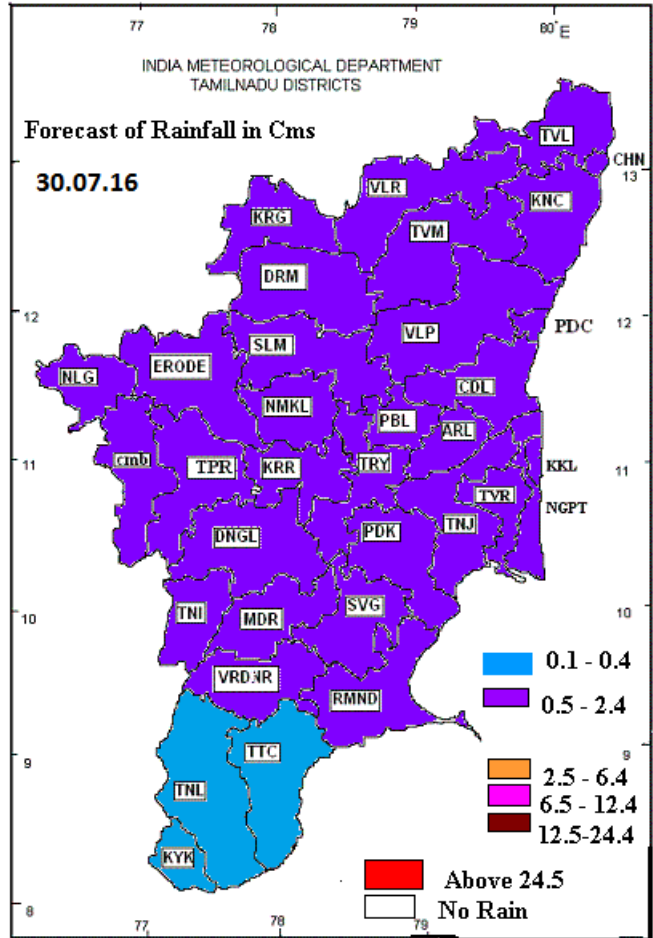 77 78 79 80° E
INDIA METEOROLOGICAL DEPARTMENT
TAMILNADU DISTRICTS
Forecast of Rainfall in Cms
TVL
CHN
30.07.16
13
VLR
KNC
KRG
TVM
DRM
12
12
PDC
VLP
SLM
ERODE
NLG
CDL
NMKL
PBL
ARL
cmb
TPR
KRR
TRY
11
11
KKL
TVR
NGPT
TNJ
DNGL
PDK
10
10
TNI
MDR
SVG
0.1 - 0.4
VRDNR
RMND
0.5 - 2.4
9
9
TTC
2.5 - 6.4
TNL
6.5 - 12.4
12.5-24.4
KYK
Above 24.5
8
No Rain
77 78 79